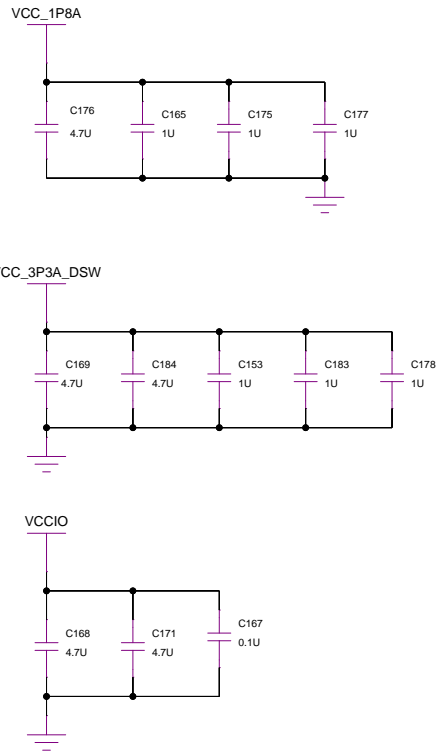 VCC_1P8A
C176
4.7U
C165
1U
C175
1U
C177
1U
VCC_3P3A_DSW
C169
4.7U
C184
4.7U
C153
1U
C183
1U
C178
1U
VCCIO
C168
4.7U
C171
4.7U
C167
0.1U